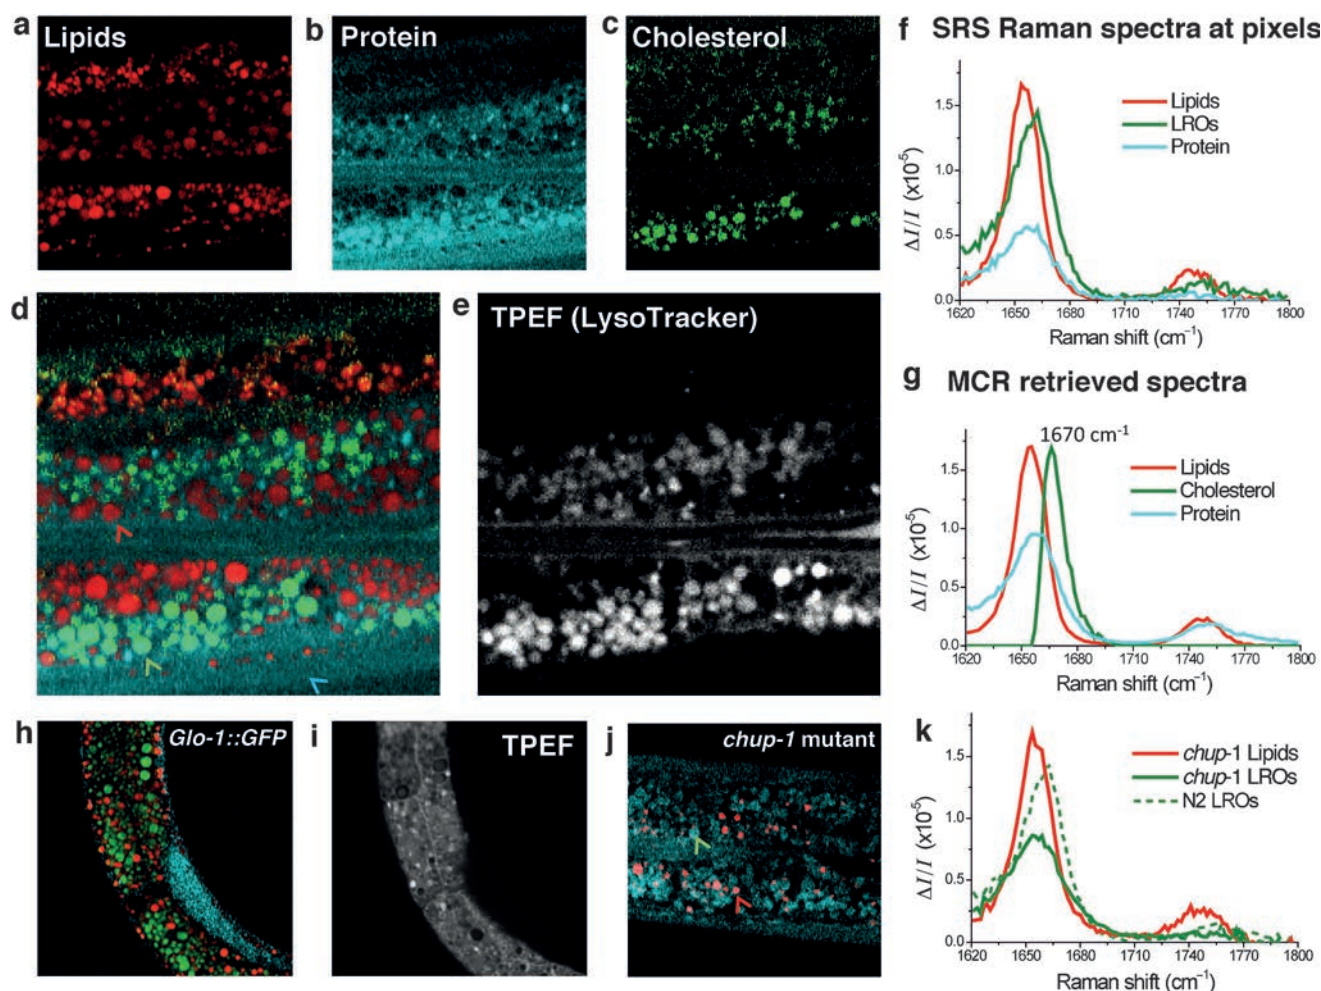 a Lipids
b Protein
c Cholesterol
d
e TPEF (LysoTracker)
f SRS Raman spectra at pixels
Lipids
LROs
Protein
1.5
1.0
0.5
0.0
ΔI/I (x10⁻⁵)
1620 1650 1680 1710 1740 1770 1800
Raman shift (cm⁻¹)
g MCR retrieved spectra
1670 cm⁻¹
Lipids
Cholesterol
Protein
1.5
1.0
0.5
0.0
ΔI/I (x10⁻⁵)
1620 1650 1680 1710 1740 1770 1800
Raman shift (cm⁻¹)
h Glo-1::GFP
i TPEF
j chup-1 mutant
k
chup-1 Lipids
chup-1 LROs
N2 LROs
1.5
1.0
0.5
0.0
ΔI/I (x10⁻⁵)
1620 1650 1680 1710 1740 1770 1800
Raman shift (cm⁻¹)